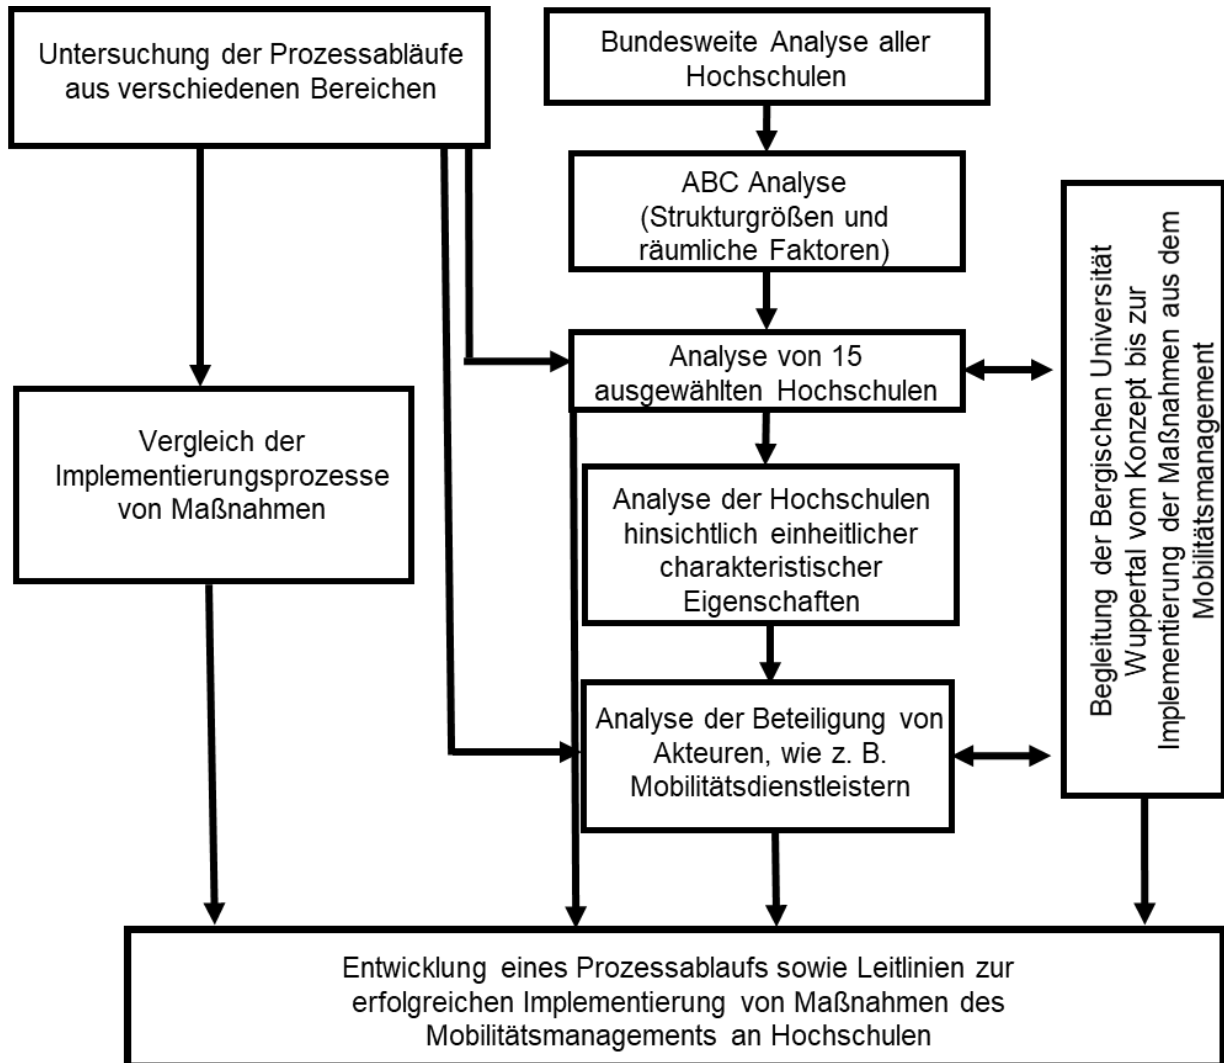 Untersuchung der Prozessabläufe
aus verschiedenen Bereichen
Bundesweite Analyse aller
Hochschulen
ABC Analyse
(Strukturgrößen und
räumliche Faktoren)
Analyse von 15
ausgewählten Hochschulen
Vergleich der
Implementierungsprozesse
von Maßnahmen
Analyse der Hochschulen
hinsichtlich einheitlicher
charakteristischer
Eigenschaften
Analyse der Beteiligung von
Akteuren, wie z. B.
Mobilitätsdienstleistern
Begleitung der Bergischen Universität
Wuppertal vom Konzept bis zur
Implementierung der Maßnahmen aus dem
Mobilitätsmanagement
Entwicklung eines Prozessablaufs sowie Leitlinien zur
erfolgreichen Implementierung von Maßnahmen des
Mobilitätsmanagements an Hochschulen